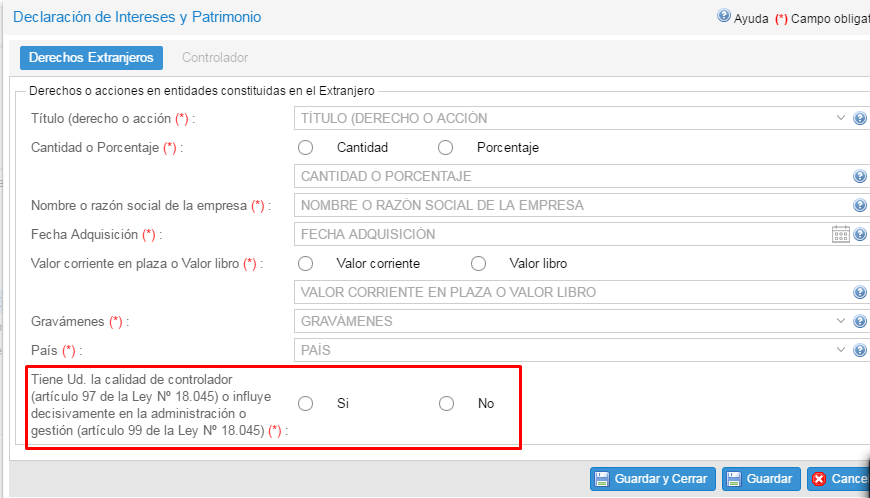 Declaración de Intereses y Patrimonio
Ayuda (*) Campo obligat
Derechos Extranjeros
Controlador
Derechos o acciones en entidades constituidas en el Extranjero
Título (derecho o acción (*) :
TÍTULO (DERECHO O ACCIÓN
Cantidad o Porcentaje (*) :
Cantidad
Porcentaje
CANTIDAD O PORCENTAJE
Nombre o razón social de la empresa (*) :
NOMBRE O RAZÓN SOCIAL DE LA EMPRESA
Fecha Adquisición (*) :
FECHA ADQUISICIÓN
Valor corriente en plaza o Valor libro (*) :
Valor corriente
Valor libro
VALOR CORRIENTE EN PLAZA O VALOR LIBRO
Gravámenes (*) :
GRAVÁMENES
País (*) :
PAÍS
Tiene Ud. la calidad de controlador
(artículo 97 de la Ley Nº 18.045) o influye
decisivamente en la administración o
gestión (artículo 99 de la Ley Nº 18.045) (*) :
Si
No
Guardar y Cerrar
Guardar
Cance